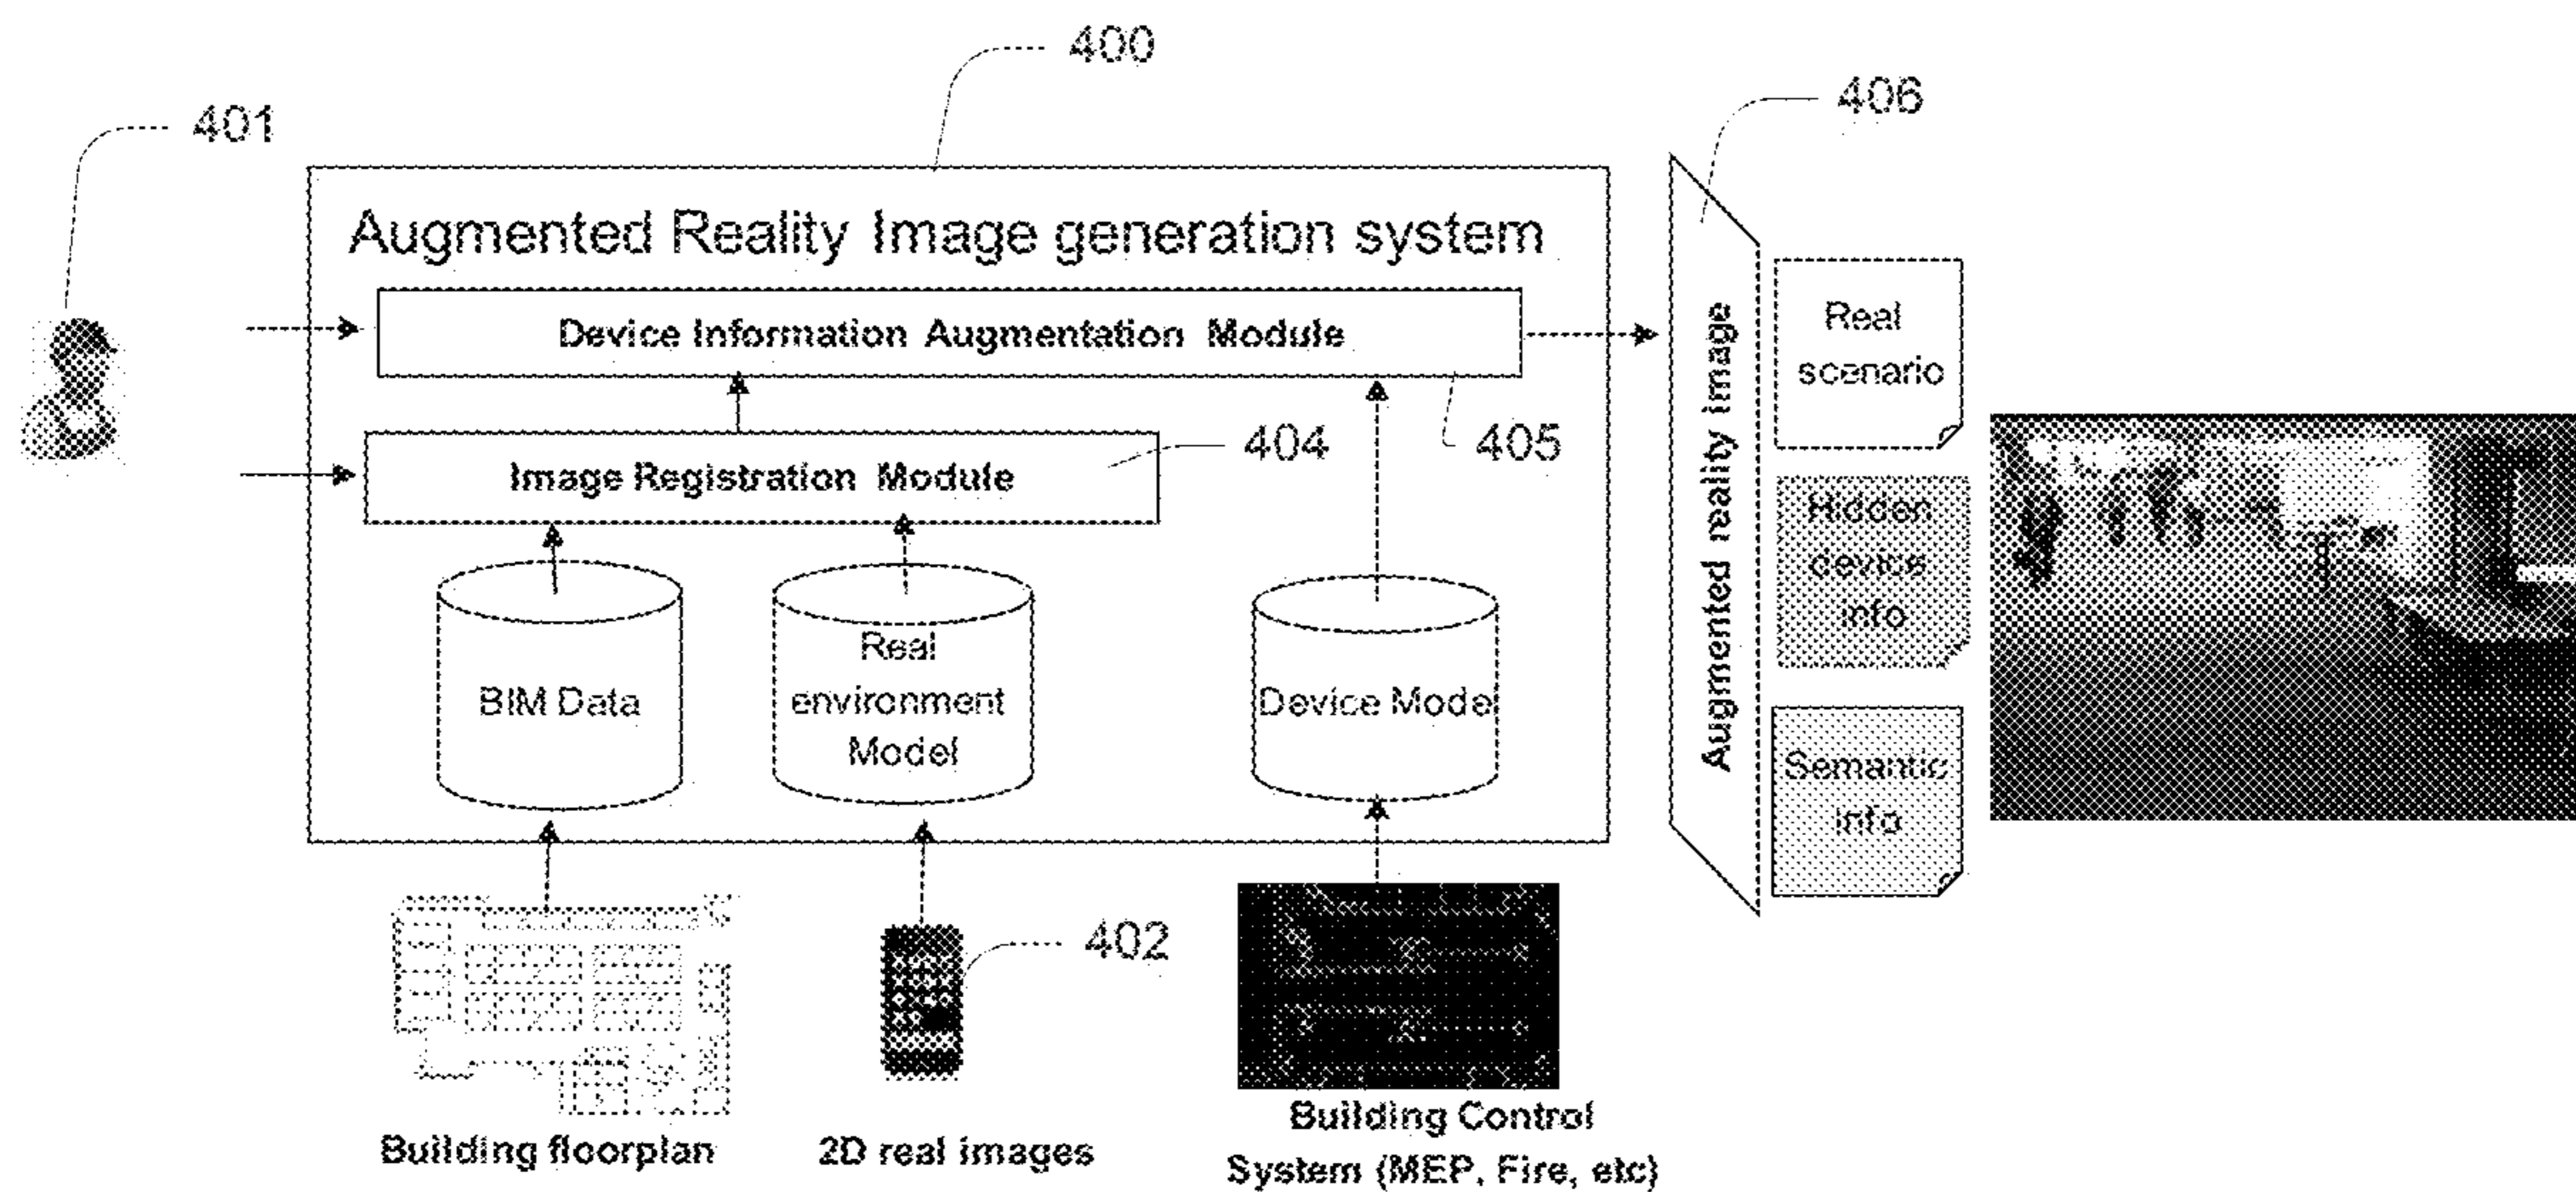 400
406
401
Augmented Reality Image generation system
Device Information Augmentation Module
404
405
Image Registration Module
BIM Data
Real
environment
Model
Device Model
Augmented reality image
Real
scenario
Hidden
device
info
Semantic
info
402
Building floorplan
2D real images
Building Control
System (MEP, Fire, etc)